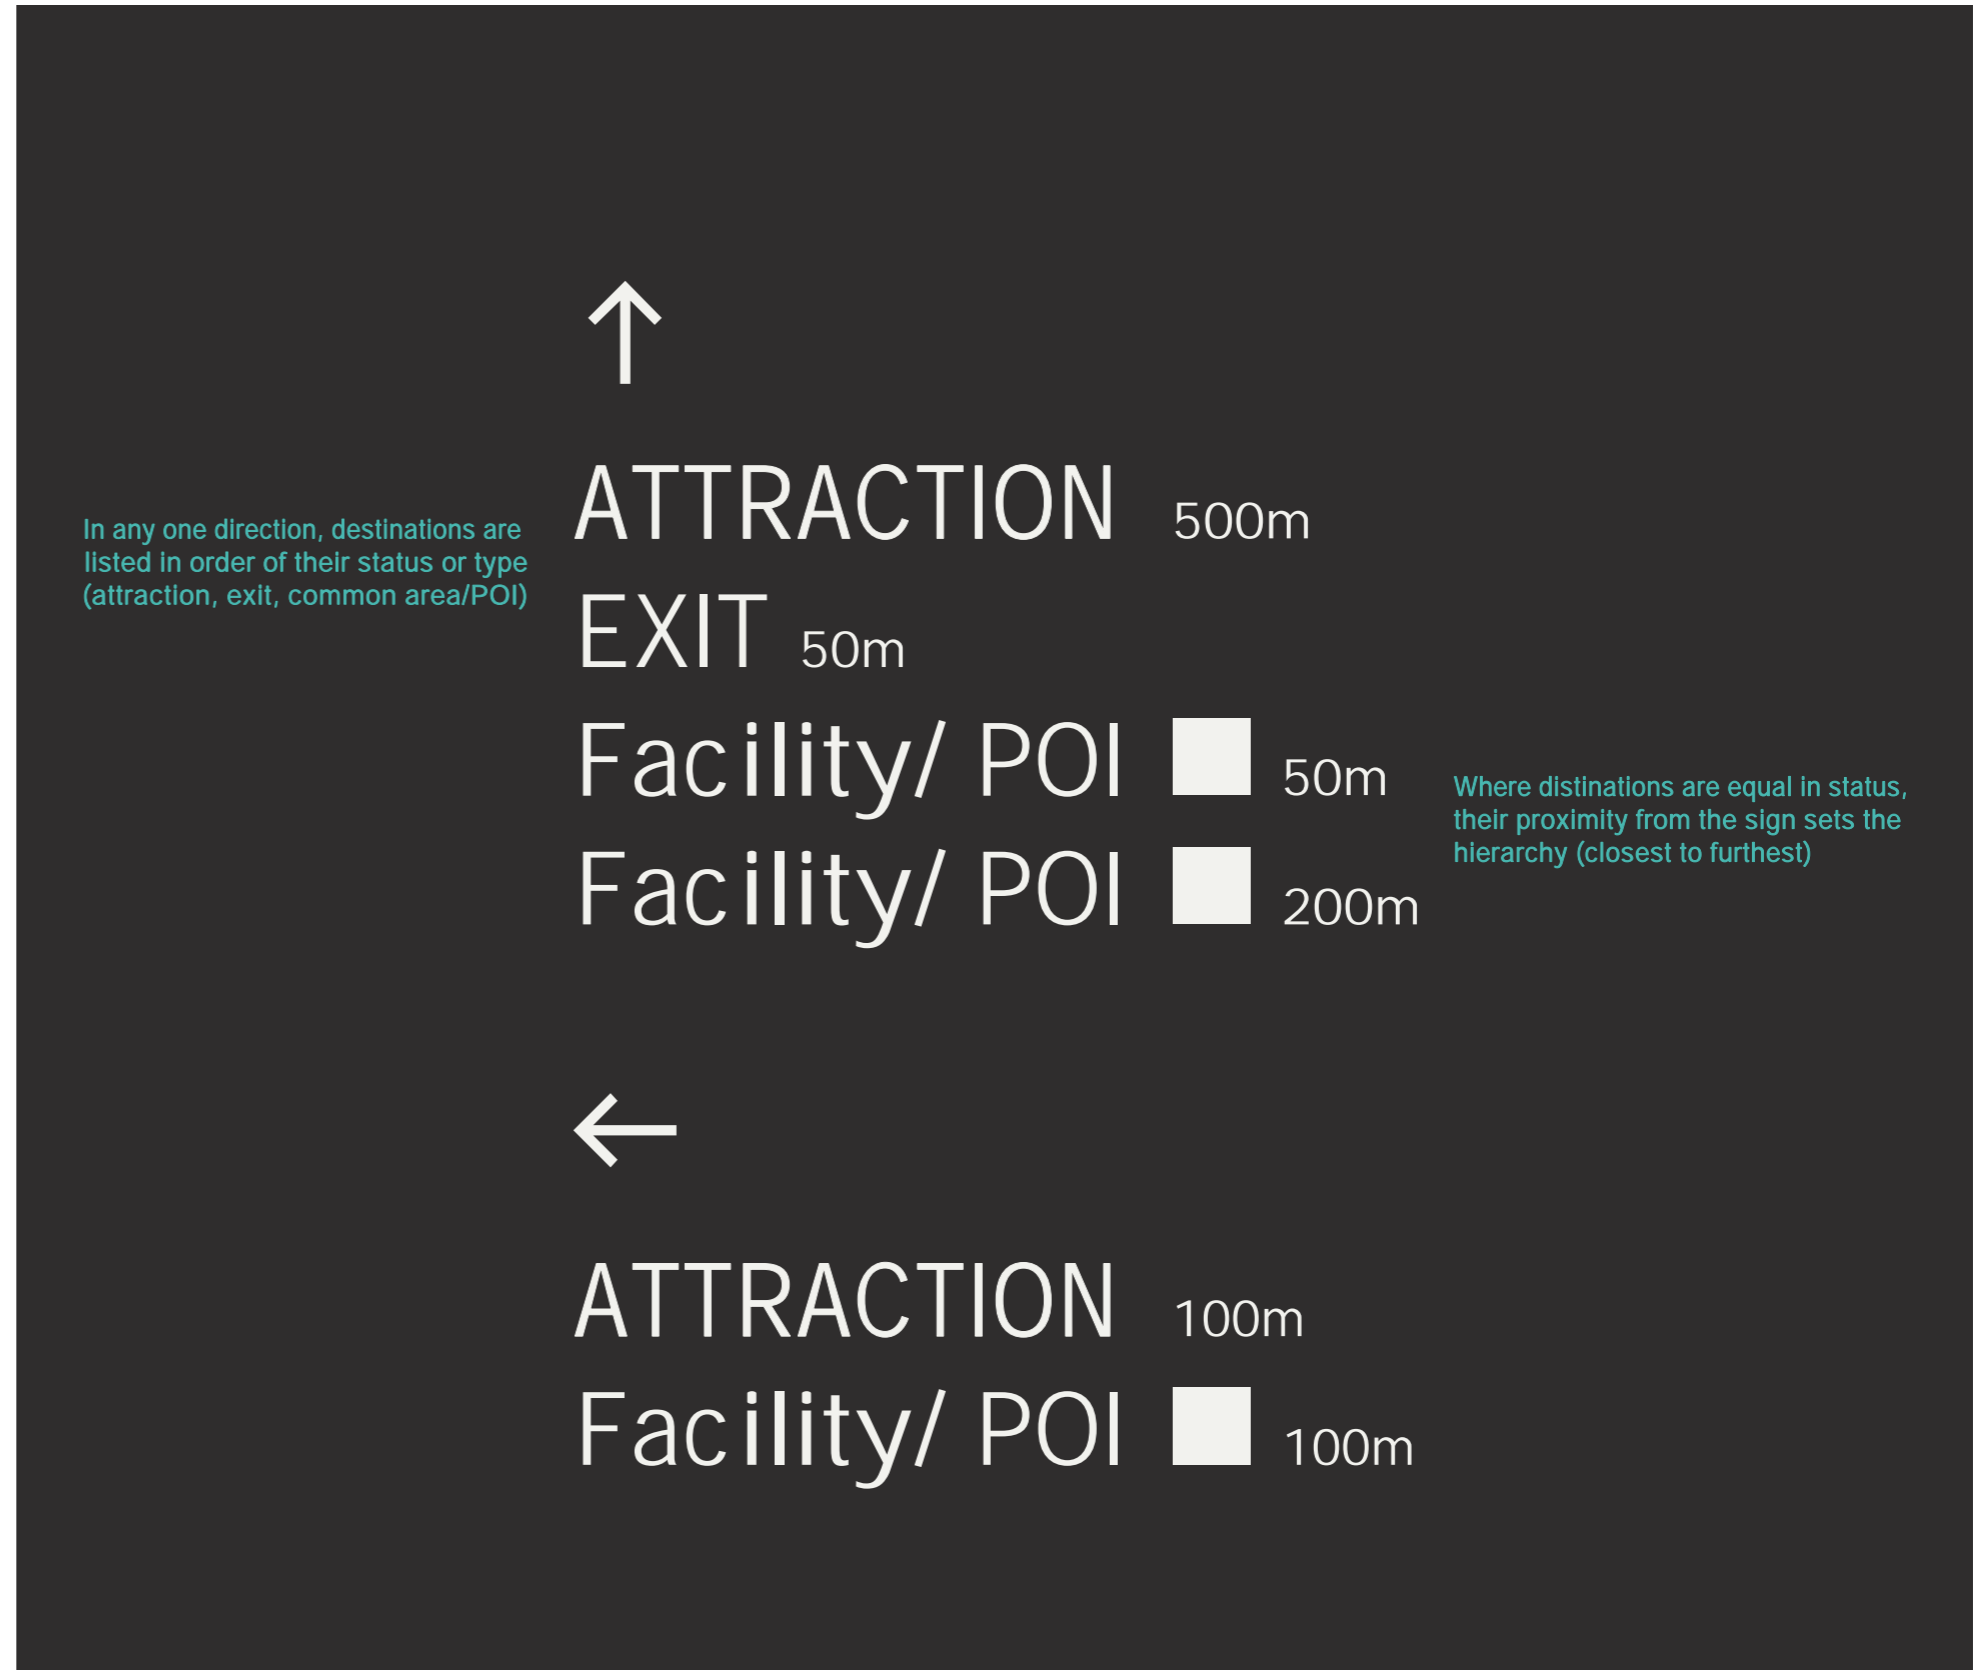 In any one direction, destinations are
listed in order of their status or type
(attraction, exit, common area/POI)
ATTRACTION 500m
EXIT 50m
Facility/ POI 50m
Facility/ POI 200m
Where distinations are equal in status,
their proximity from the sign sets the
hierarchy (closest to furthest)
ATTRACTION 100m
Facility/ POI 100m